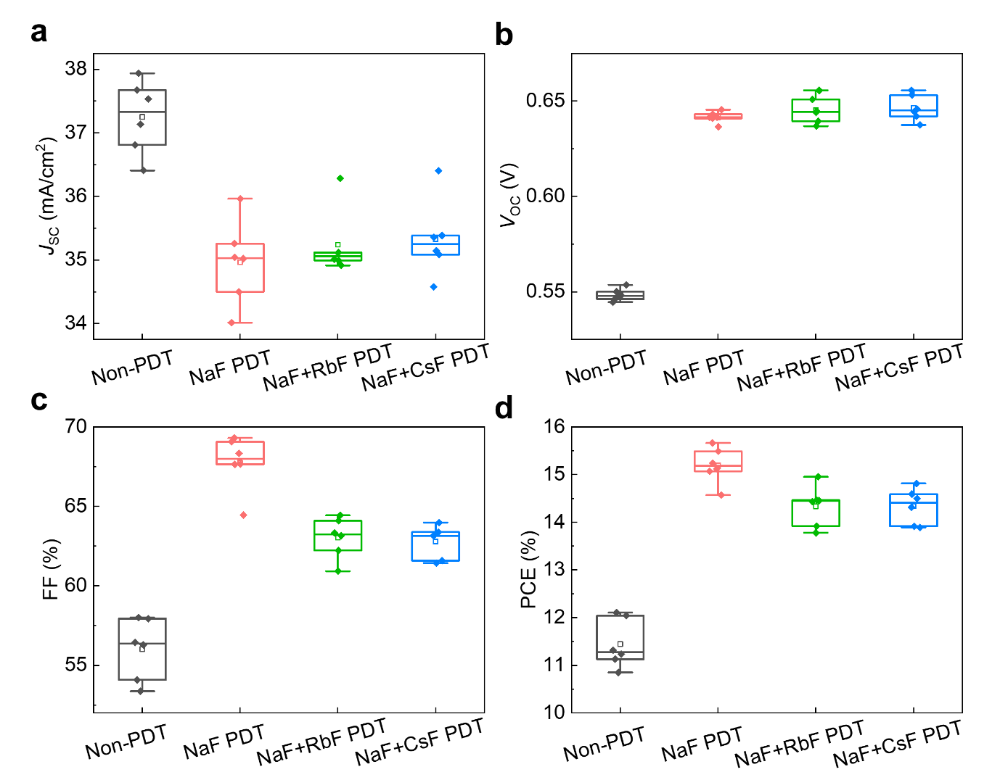 a
38
37
36
35
34
J_SC (mA/cm²)
Non-PDT
NaF PDT
NaF+RbF PDT
NaF+CsF PDT
b
0.65
0.60
0.55
V_OC (V)
Non-PDT
NaF PDT
NaF+RbF PDT
NaF+CsF PDT
c
70
65
60
55
FF (%)
Non-PDT
NaF PDT
NaF+RbF PDT
NaF+CsF PDT
d
16
15
14
13
12
11
10
PCE (%)
Non-PDT
NaF PDT
NaF+RbF PDT
NaF+CsF PDT